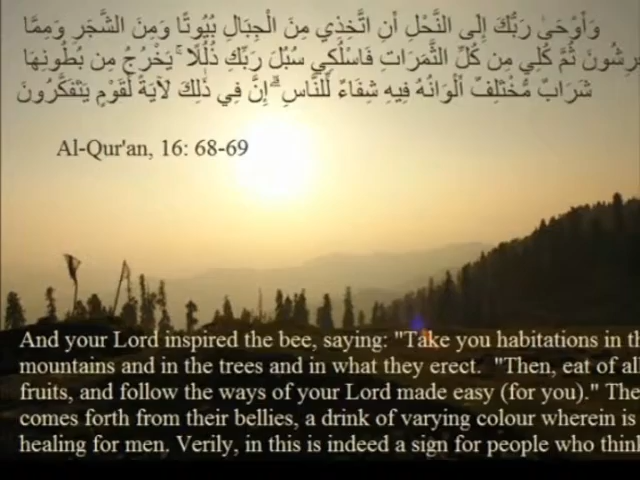 وَأَوْحَىٰ رَبُّكَ إِلَى النَّحْلِ أَنِ اتَّخِذِي مِنَ الْجِبَالِ بُيُوتًا وَمِنَ الشَّجَرِ وَمِمَّا
عْرِشُونَ ثُمَّ كُلِي مِن كُلِّ الثَّمَرَاتِ فَاسْلُكِي سُبُلَ رَبِّكِ ذُلُلًا ۚ يَخْرُجُ مِن بُطُونِهَا
شَرَابٌ مُّخْتَلِفٌ أَلْوَانُهُ فِيهِ شِفَاءٌ لِّلنَّاسِ ۗ إِنَّ فِي ذَٰلِكَ لَآيَةً لِّقَوْمٍ يَتَفَكَّرُونَ
Al-Qur'an, 16: 68-69
And your Lord inspired the bee, saying: "Take you habitations in th
mountains and in the trees and in what they erect. "Then, eat of all
fruits, and follow the ways of your Lord made easy (for you)." The
comes forth from their bellies, a drink of varying colour wherein is
healing for men. Verily, in this is indeed a sign for people who think